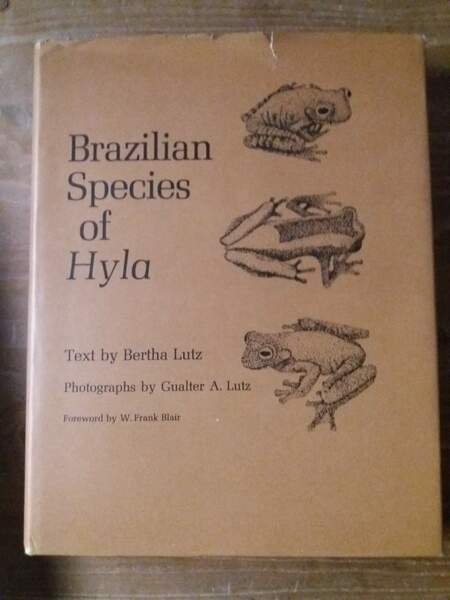 Brazilian
Species
of
Hyla
Text by Bertha Lutz
Photographs by Gualter A. Lutz
Foreword by W. Frank Blair